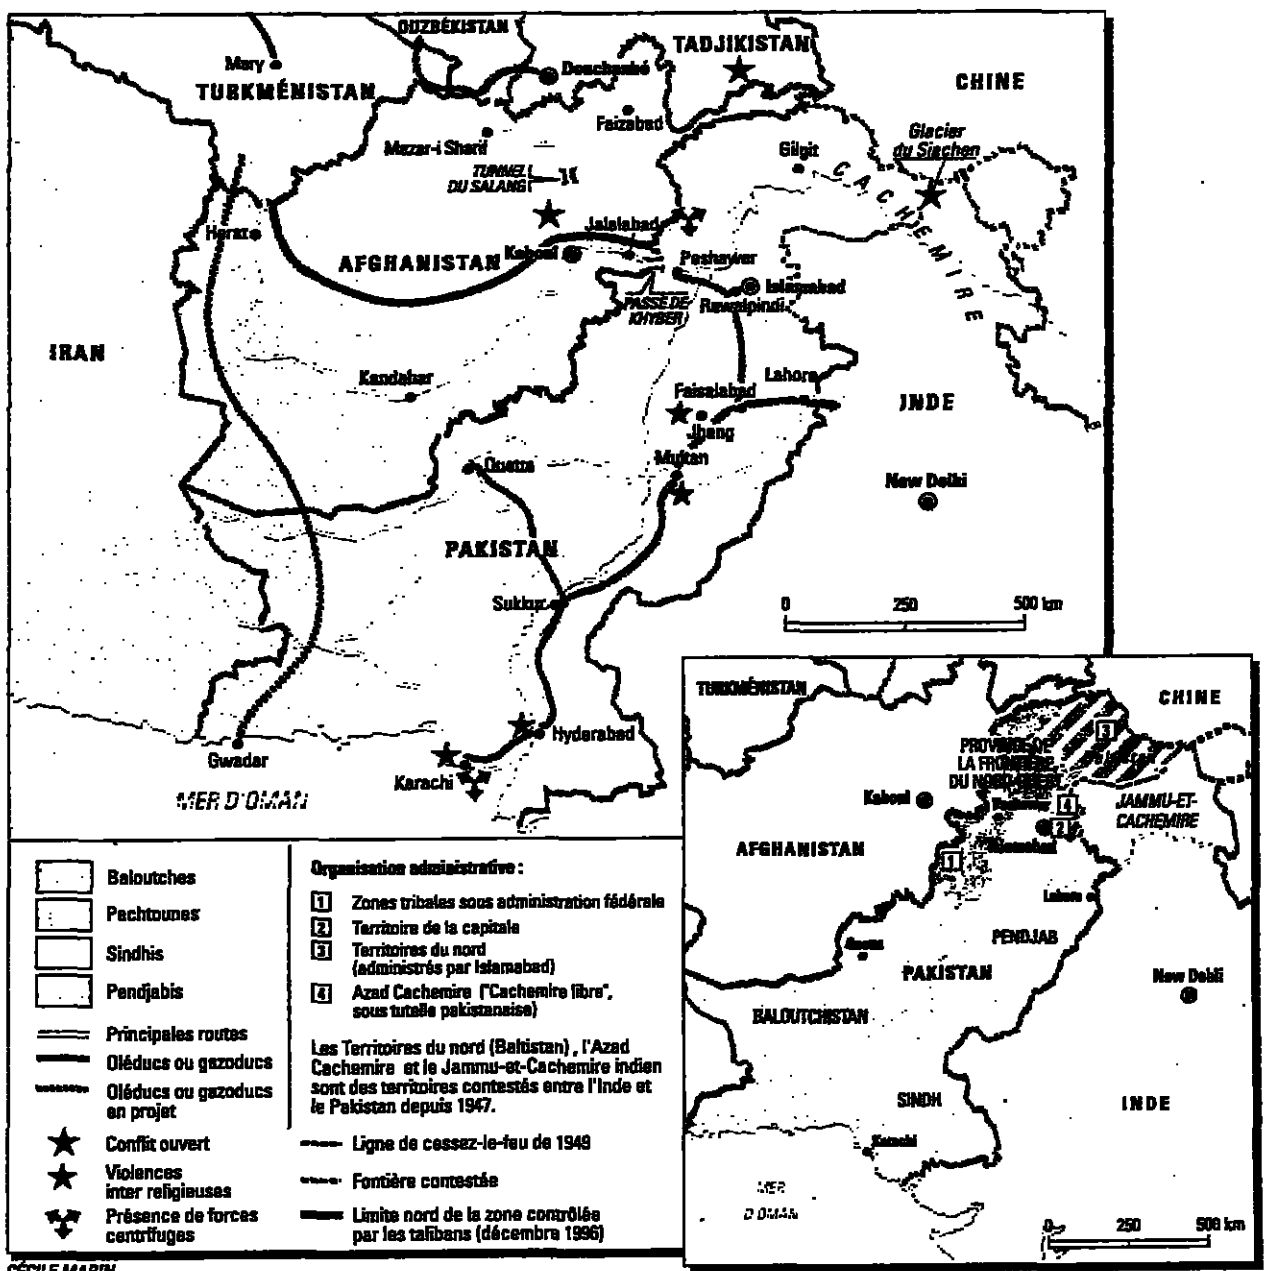 OUZBÉKISTAN
TADJIKISTAN
Mary
Douchanbé
TURKMÉNISTAN
CHINE
Faizabad
Glacier
du Siachen
Mazar-i Sharif
Gilgit
TUNNEL
DU SALANG
CACHEMIRE
Jalalabad
Herat
Kaboul
AFGHANISTAN
Peshawar
Islamabad
PASSE DE
KHYBER
Rawalpindi
IRAN
Kandahar
Lahore
Faisalabad
INDE
Jhang
Multan
Quetta
New Delhi
PAKISTAN
Sukkur
0 250 500 km
Hyderabad
Gwadar
Karachi
MER D'OMAN
TURKMÉNISTAN
CHINE
3
PROVINCE DE
LA FRONTIÈRE
DU NORD-OUEST
Kaboul
4
JAMMU-ET-
CACHEMIRE
Peshawar
2
Islamabad
AFGHANISTAN
1
Lahore
PENDJAB
Quetta
PAKISTAN
New Delhi
BALOUTCHISTAN
SINDH
INDE
Karachi
MER
D'OMAN
0 250 500 km
Baloutches
Pachtounes
Sindhis
Pendjabis
Principales routes
Oléducs ou gazoducs
Oléducs ou gazoducs
en projet
Conflit ouvert
Violences
inter religieuses
Présence de forces
centrifuges
Organisation administrative :
1 Zones tribales sous administration fédérale
2 Territoire de la capitale
3 Territoires du nord
(administrés par Islamabad)
4 Azad Cachemire ("Cachemire libre",
sous tutelle pakistanaise)
Les Territoires du nord (Baltistan), l'Azad
Cachemire et le Jammu-et-Cachemire indien
sont des territoires contestés entre l'Inde et
le Pakistan depuis 1947.
Ligne de cessez-le-feu de 1949
Fontière contestée
Limite nord de la zone contrôlée
par les talibans (décembre 1996)
CÉCILE MARIN